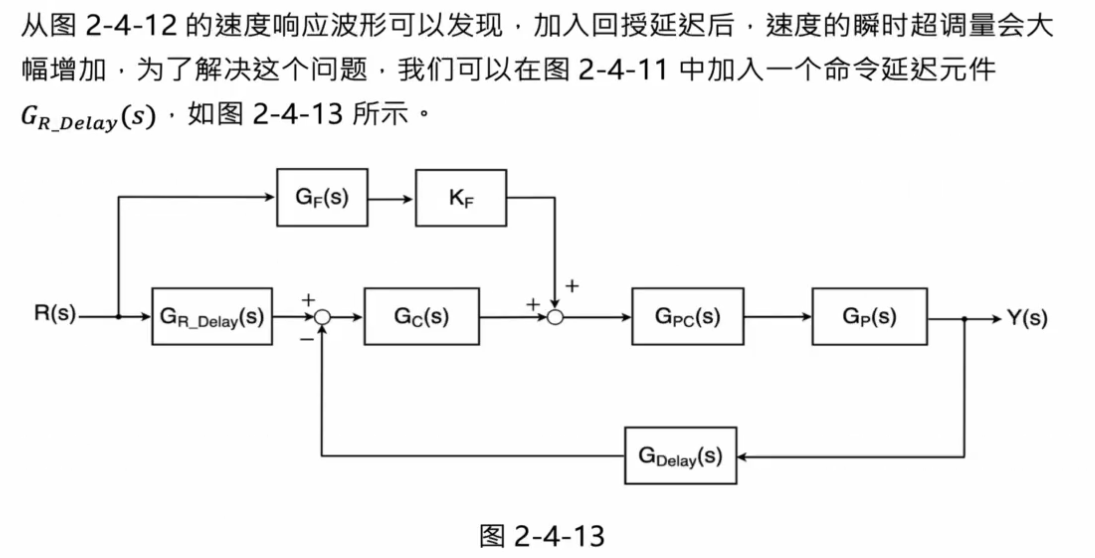 从图 2-4-12 的速度响应波形可以发现，加入回授延迟后，速度的瞬时超调量会大
幅增加，为了解决这个问题，我们可以在图 2-4-11 中加入一个命令延迟元件
G_{R_Delay}(s)，如图 2-4-13 所示。
G_F(s)
K_F
+
R(s)
G_{R_Delay}(s)
+
−
G_C(s)
+
G_{PC}(s)
G_P(s)
Y(s)
G_{Delay}(s)
图 2-4-13